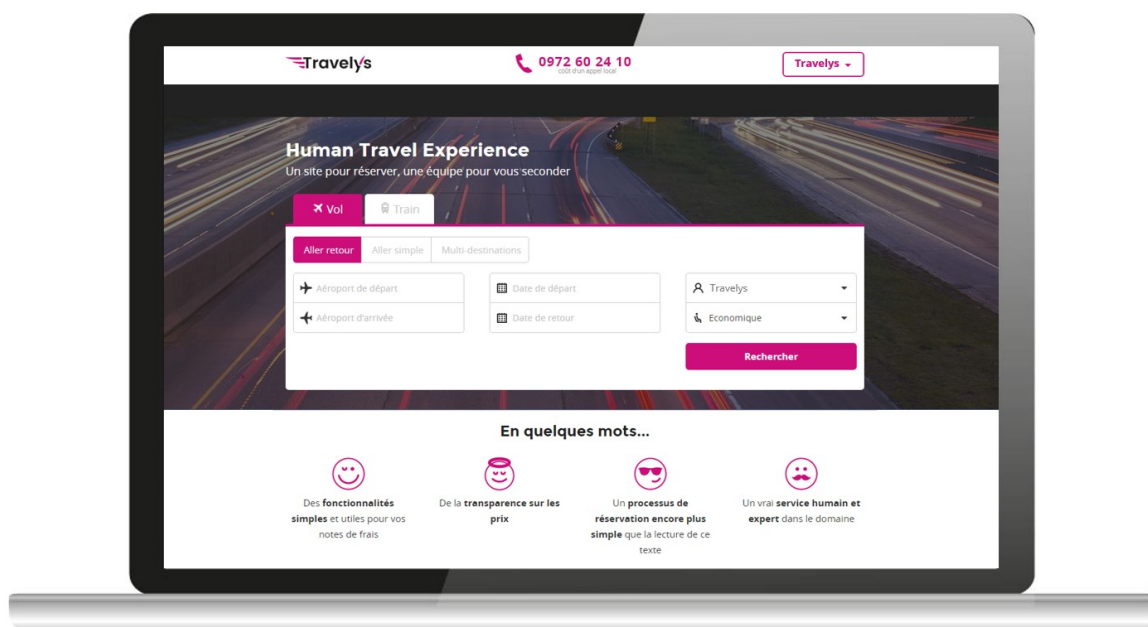 Travelys
0972 60 24 10
coût d'un appel local
Travelys
Human Travel Experience
Un site pour réserver, une équipe pour vous seconder
Vol
Train
Aller retour
Aller simple
Multi-destinations
Aéroport de départ
Date de départ
Travelys
Aéroport d'arrivée
Date de retour
Economique
Rechercher
En quelques mots...
Des fonctionnalités
simples et utiles pour vos
notes de frais
De la transparence sur les
prix
Un processus de
réservation encore plus
simple que la lecture de ce
texte
Un vrai service humain et
expert dans le domaine